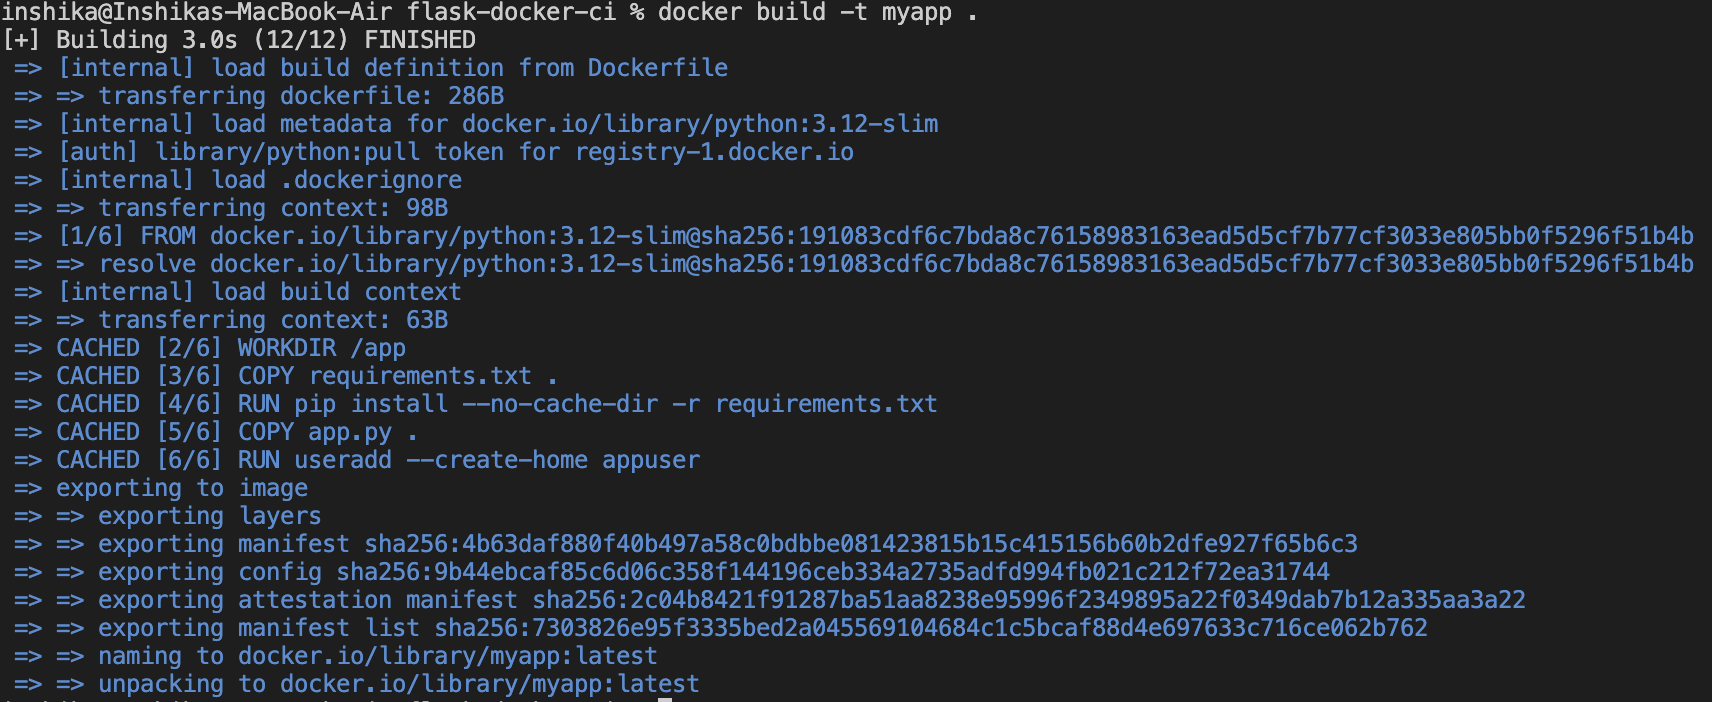 inshika@Inshikas-MacBook-Air flask-docker-ci % docker build -t myapp .
[+] Building 3.0s (12/12) FINISHED
=> [internal] load build definition from Dockerfile
=> => transferring dockerfile: 286B
=> [internal] load metadata for docker.io/library/python:3.12-slim
=> [auth] library/python:pull token for registry-1.docker.io
=> [internal] load .dockerignore
=> => transferring context: 98B
=> [1/6] FROM docker.io/library/python:3.12-slim@sha256:191083cdf6c7bda8c76158983163ead5d5cf7b77cf3033e805bb0f5296f51b4b
=> => resolve docker.io/library/python:3.12-slim@sha256:191083cdf6c7bda8c76158983163ead5d5cf7b77cf3033e805bb0f5296f51b4b
=> [internal] load build context
=> => transferring context: 63B
=> CACHED [2/6] WORKDIR /app
=> CACHED [3/6] COPY requirements.txt .
=> CACHED [4/6] RUN pip install --no-cache-dir -r requirements.txt
=> CACHED [5/6] COPY app.py .
=> CACHED [6/6] RUN useradd --create-home appuser
=> exporting to image
=> => exporting layers
=> => exporting manifest sha256:4b63daf880f40b497a58c0bdbbe081423815b15c415156b60b2dfe927f65b6c3
=> => exporting config sha256:9b44ebcaf85c6d06c358f144196ceb334a2735adfd994fb021c212f72ea31744
=> => exporting attestation manifest sha256:2c04b8421f91287ba51aa8238e95996f2349895a22f0349dab7b12a335aa3a22
=> => exporting manifest list sha256:7303826e95f3335bed2a045569104684c1c5bcaf88d4e697633c716ce062b762
=> => naming to docker.io/library/myapp:latest
=> => unpacking to docker.io/library/myapp:latest